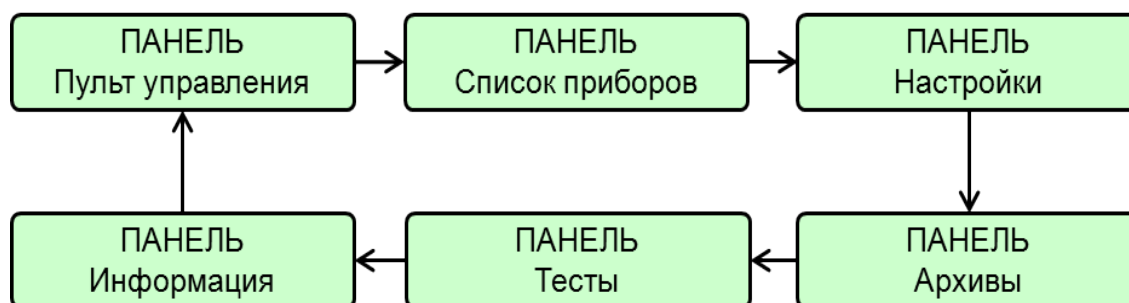 ПАНЕЛЬ
Пульт управления
ПАНЕЛЬ
Список приборов
ПАНЕЛЬ
Настройки
ПАНЕЛЬ
Информация
ПАНЕЛЬ
Тесты
ПАНЕЛЬ
Архивы